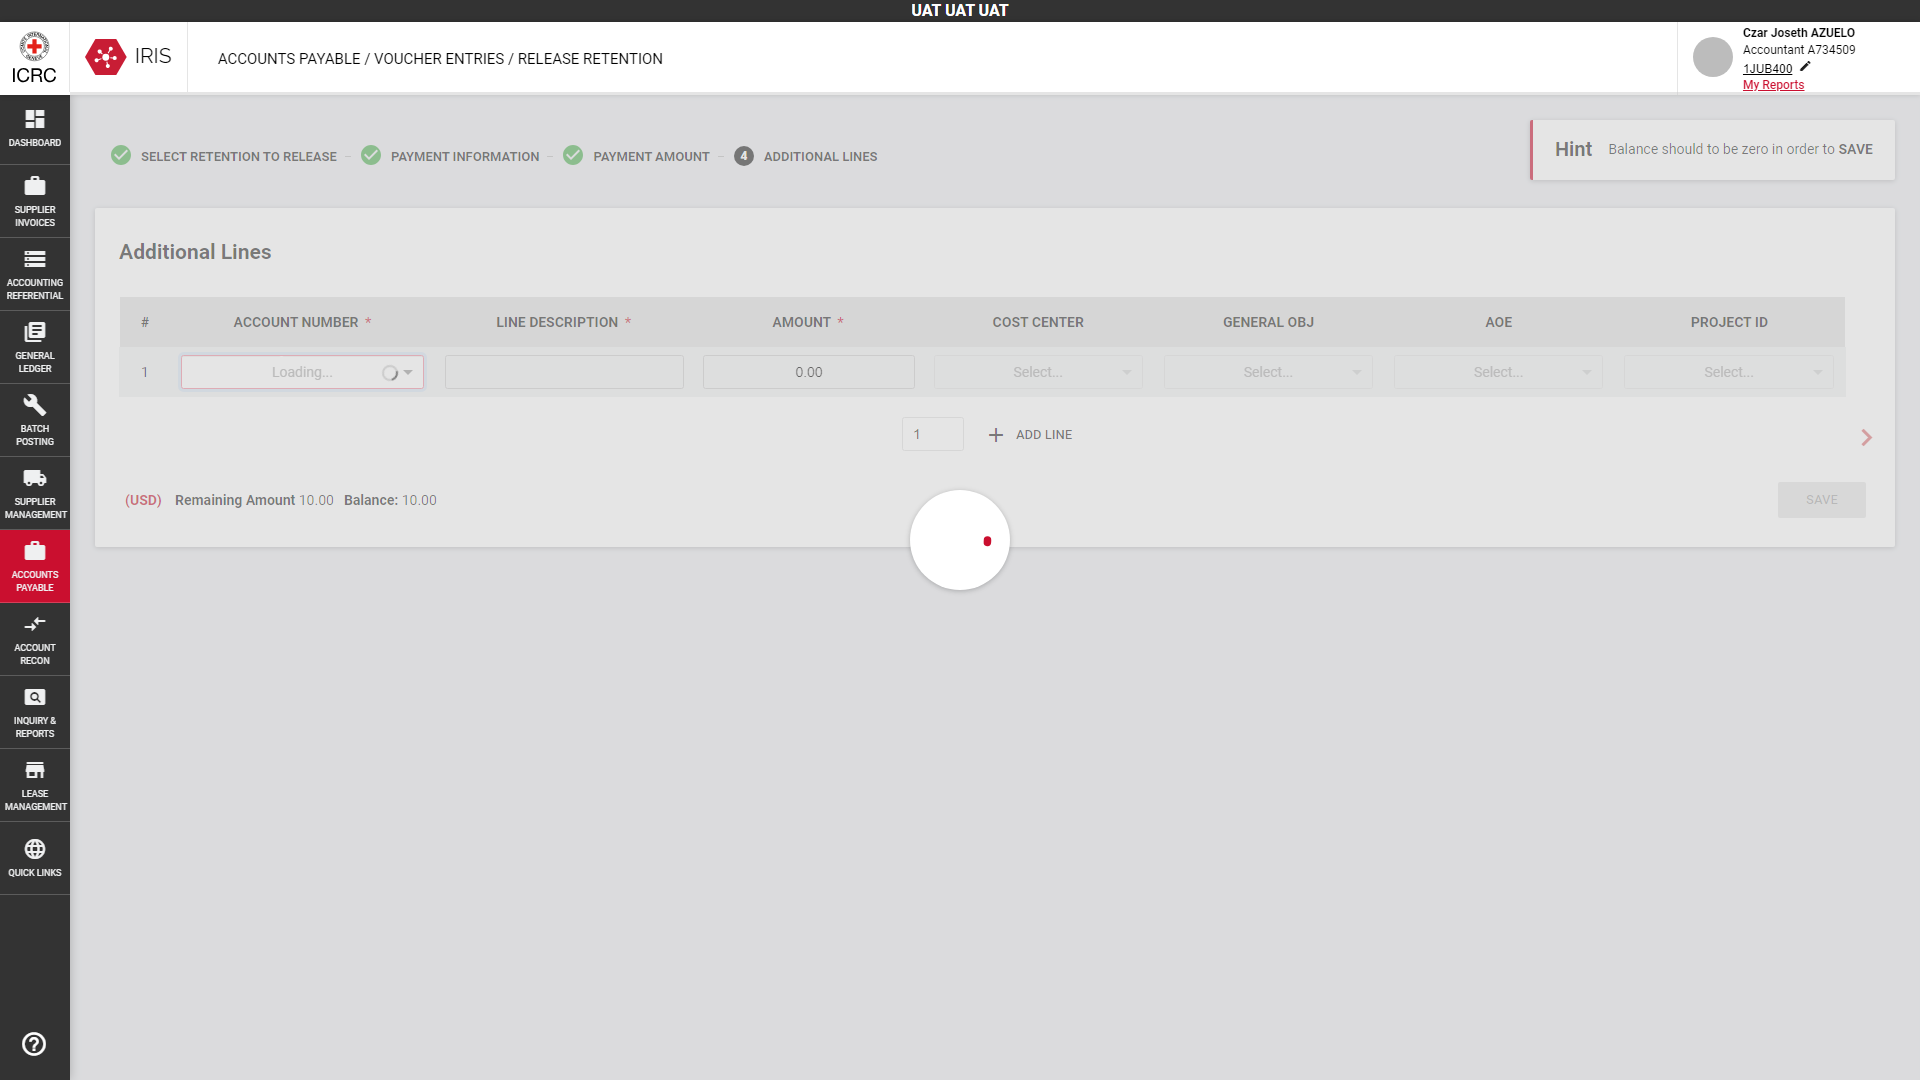 UAT UAT UAT
ICRC
IRIS
ACCOUNTS PAYABLE / VOUCHER ENTRIES / RELEASE RETENTION
Czar Joseth AZUELO
Accountant A734509
1JUB400
My Reports
DASHBOARD
SUPPLIER
INVOICES
ACCOUNTING
REFERENTIAL
GENERAL
LEDGER
BATCH
POSTING
SUPPLIER
MANAGEMENT
ACCOUNTS
PAYABLE
ACCOUNT
RECON
INQUIRY &
REPORTS
LEASE
MANAGEMENT
QUICK LINKS
SELECT RETENTION TO RELEASE
PAYMENT INFORMATION
PAYMENT AMOUNT
4 ADDITIONAL LINES
Hint Balance should to be zero in order to SAVE
Additional Lines
# ACCOUNT NUMBER * LINE DESCRIPTION * AMOUNT * COST CENTER GENERAL OBJ AOE PROJECT ID
1 Loading... 0.00 Select... Select... Select... Select...
1 ADD LINE
(USD) Remaining Amount 10.00 Balance: 10.00
SAVE